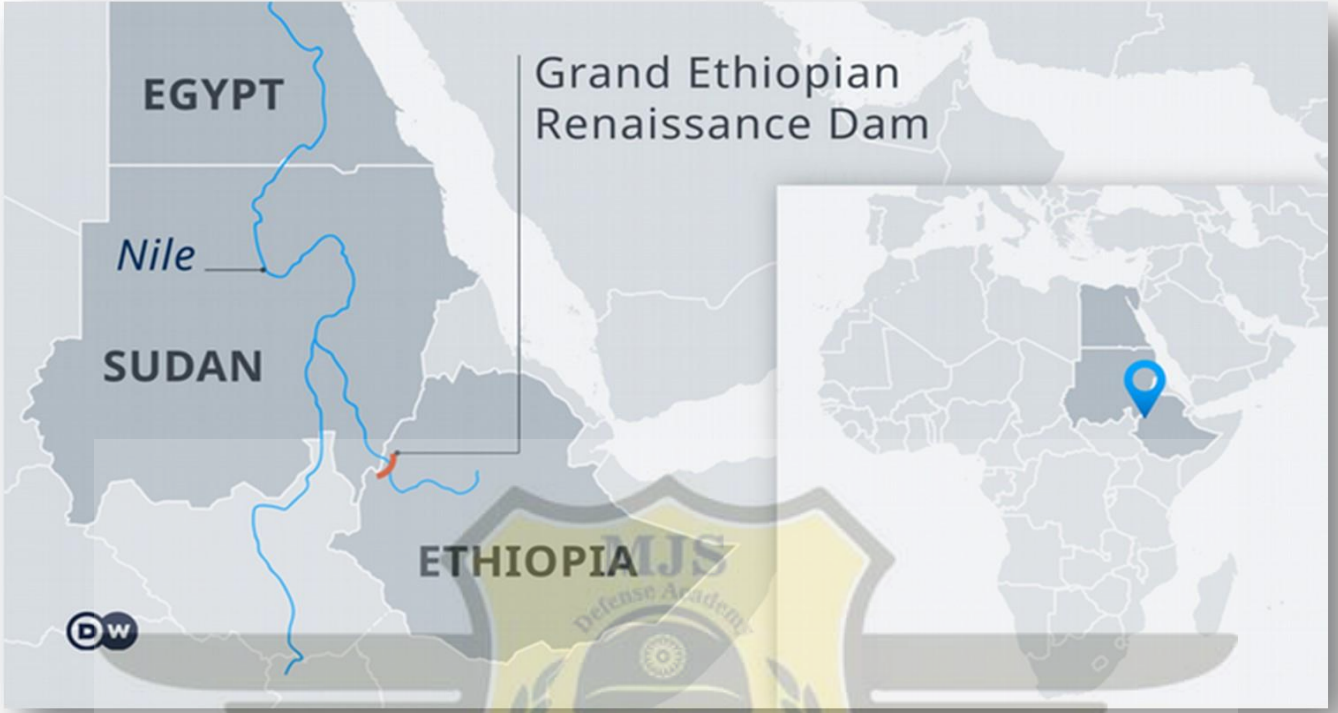 EGYPT
Grand Ethiopian
Renaissance Dam
Nile
SUDAN
ETHIOPIA
MJS
Defense Academy
DW